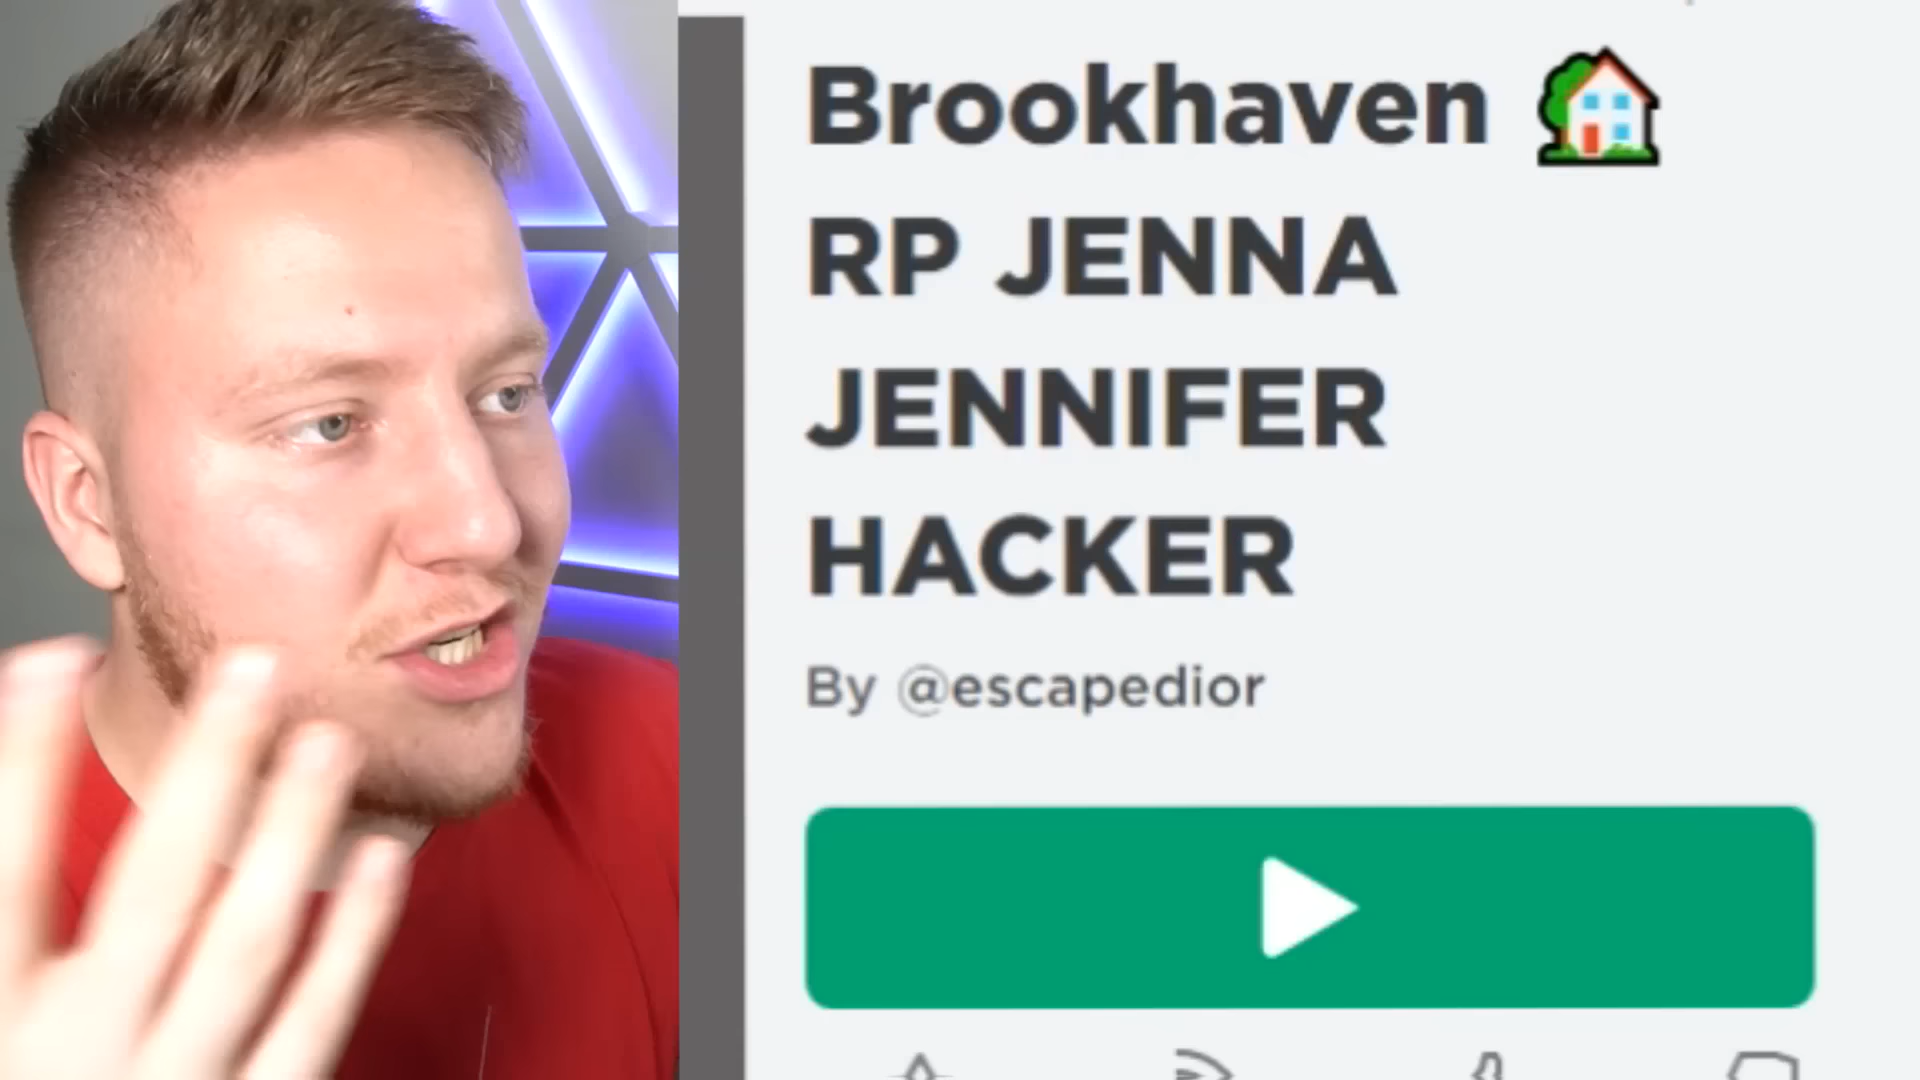 Brookhaven
RP JENNA
JENNIFER
HACKER
By @escapedior